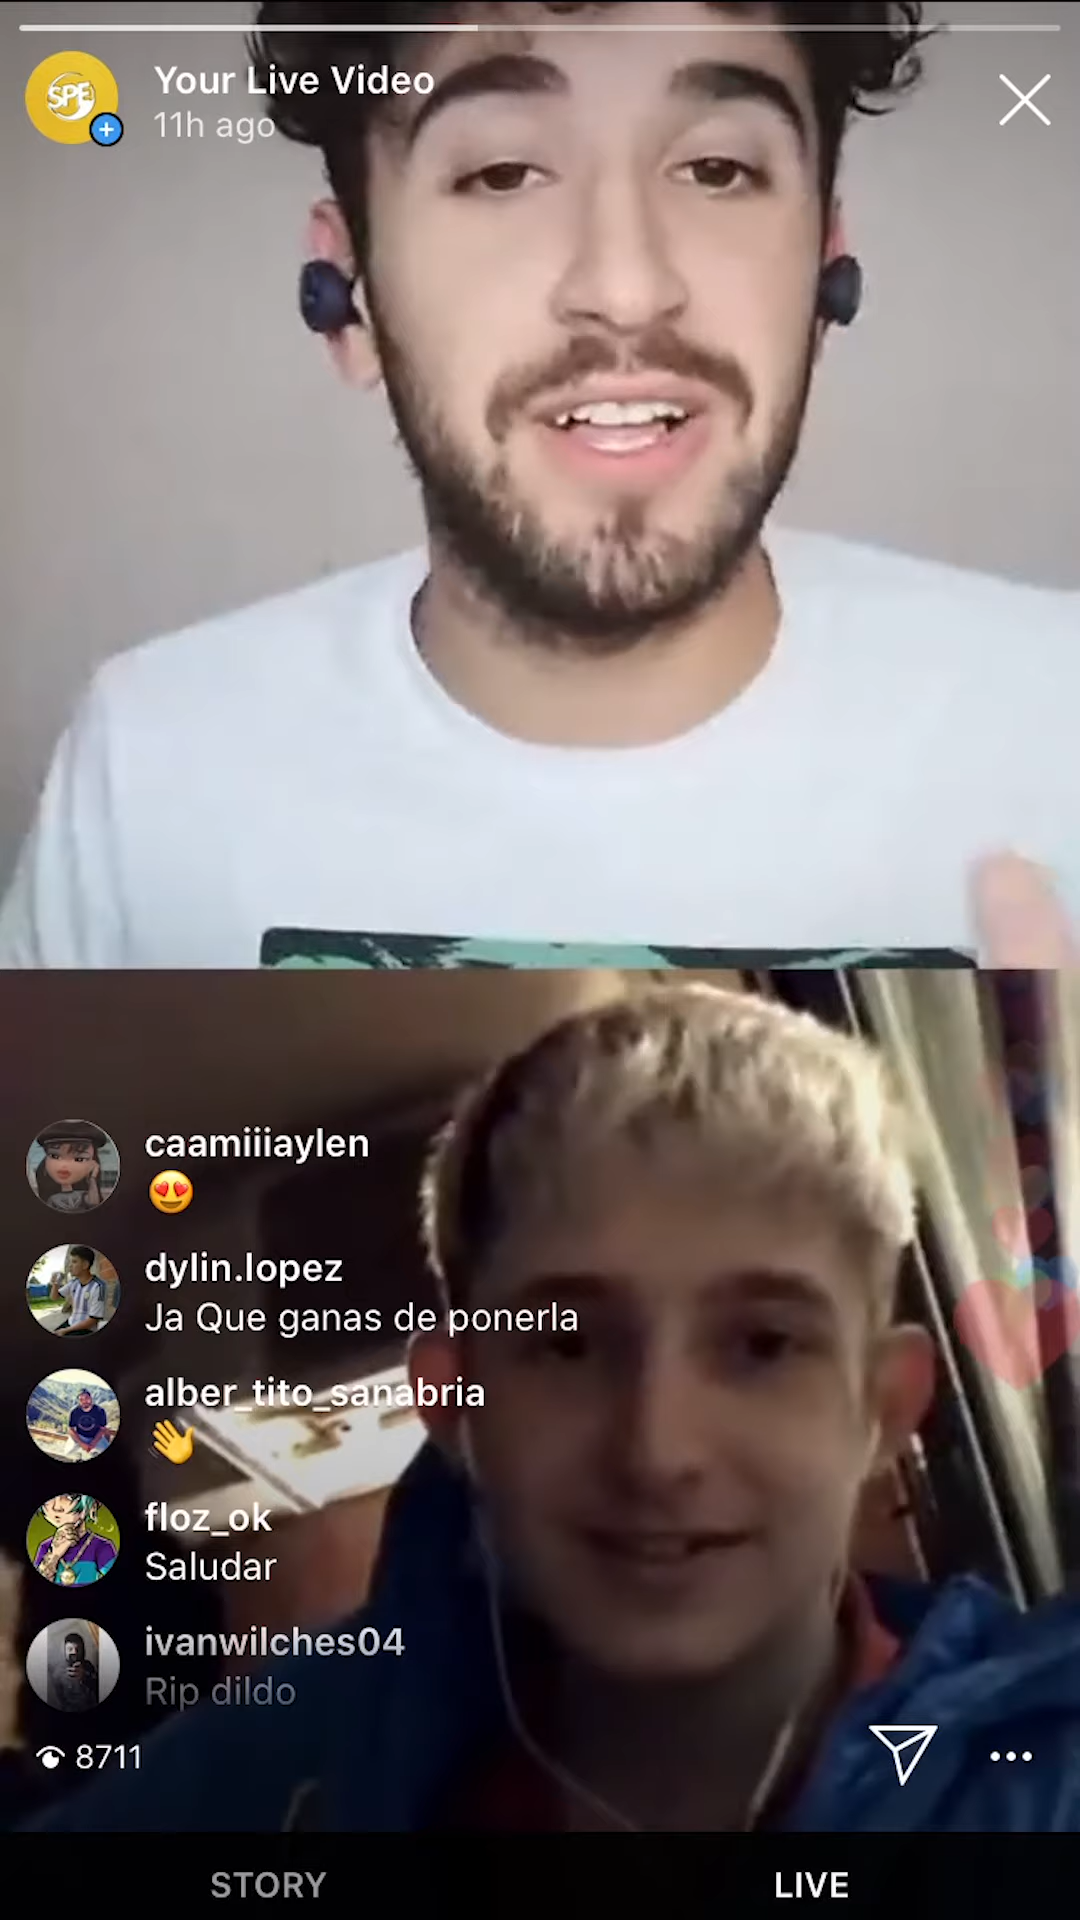 SPE
Your Live Video
11h ago
caamiiiaylen
😍
dylin.lopez
Ja Que ganas de ponerla
alber_tito_sanabria
👋
floz_ok
Saludar
ivanwilches04
Rip dildo
8711
STORY
LIVE